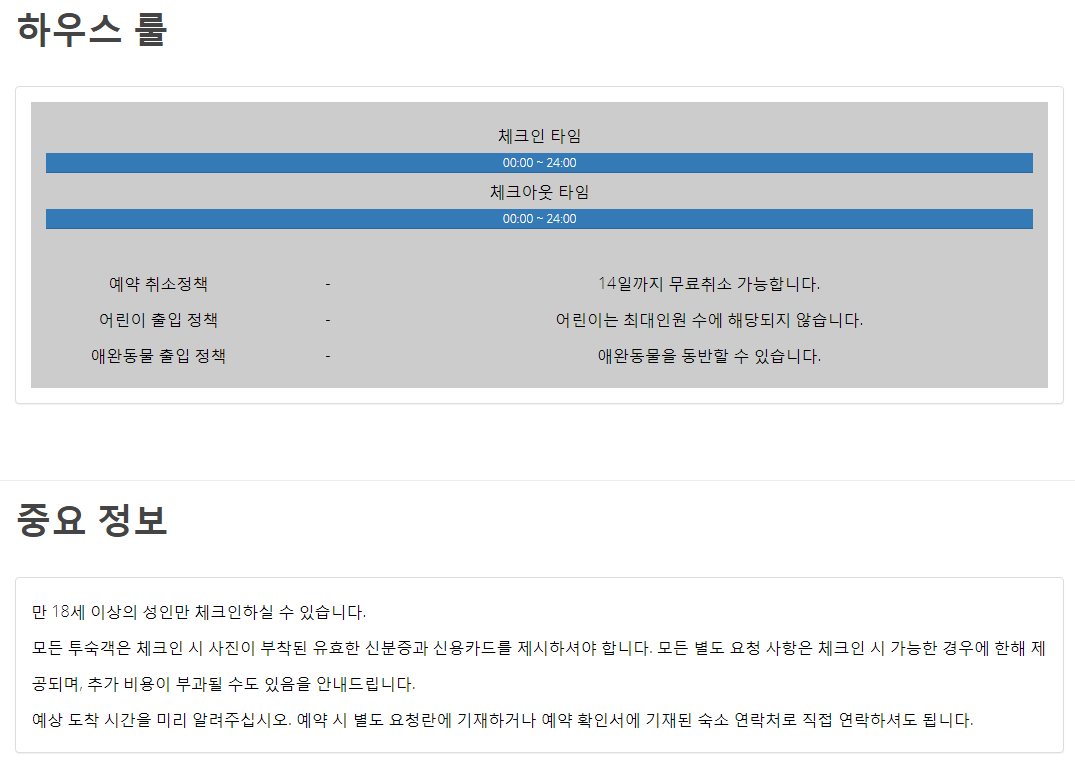 하우스 룰
체크인 타임
00:00 ~ 24:00
체크아웃 타임
00:00 ~ 24:00
예약 취소정책 - 14일까지 무료취소 가능합니다.
어린이 출입 정책 - 어린이는 최대인원 수에 해당되지 않습니다.
애완동물 출입 정책 - 애완동물을 동반할 수 있습니다.
중요 정보
만 18세 이상의 성인만 체크인하실 수 있습니다.
모든 투숙객은 체크인 시 사진이 부착된 유효한 신분증과 신용카드를 제시하셔야 합니다. 모든 별도 요청 사항은 체크인 시 가능한 경우에 한해 제
공되며, 추가 비용이 부과될 수도 있음을 안내드립니다.
예상 도착 시간을 미리 알려주십시오. 예약 시 별도 요청란에 기재하거나 예약 확인서에 기재된 숙소 연락처로 직접 연락하셔도 됩니다.